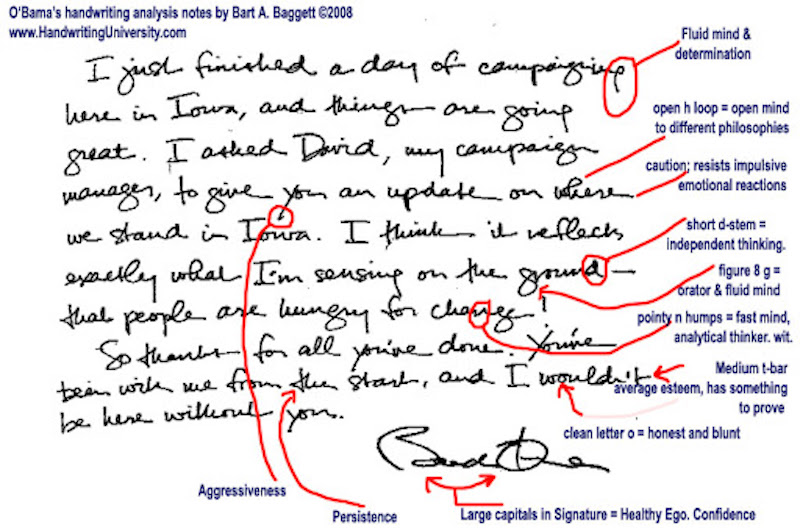 O'Bama's handwriting analysis notes by Bart A. Baggett ©2008
www.HandwritingUniversity.com
Fluid mind &
determination
I just finished a day of campaigning
here in Iowa, and things are going
great. I asked David, my campaign
manager, to give you an update on where
we stand in Iowa. I think it reflects
exactly what I'm sensing on the ground –
that people are hungry for change!
So thanks for all you've done. You've
been with me from the start, and I wouldn't
be here without you.
open h loop = open mind
to different philosophies
caution; resists impulsive
emotional reactions
short d-stem =
independent thinking.
figure 8 g =
orator & fluid mind
pointy n humps = fast mind,
analytical thinker. wit.
Medium t-bar
average esteem, has something
to prove
clean letter o = honest and blunt
Aggressiveness
Persistence
Large capitals in Signature = Healthy Ego. Confidence